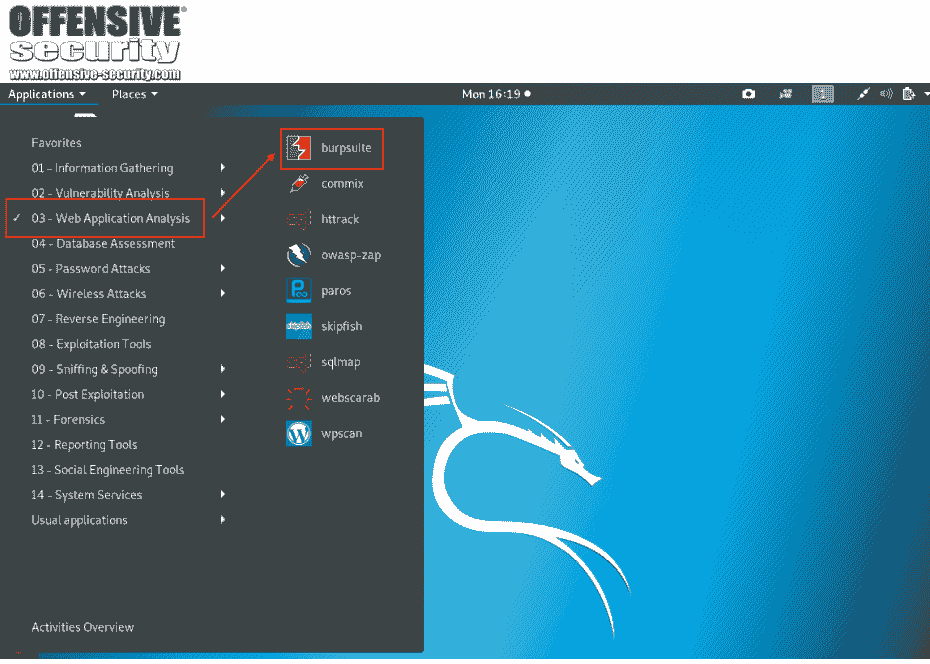 OFFENSIVE®
security
www.offensive-security.com
Applications Places Mon 16:19
Favorites
01 - Information Gathering
02 - Vulnerability Analysis
03 - Web Application Analysis
04 - Database Assessment
05 - Password Attacks
06 - Wireless Attacks
07 - Reverse Engineering
08 - Exploitation Tools
09 - Sniffing & Spoofing
10 - Post Exploitation
11 - Forensics
12 - Reporting Tools
13 - Social Engineering Tools
14 - System Services
Usual applications
Activities Overview
burpsuite
commix
httrack
owasp-zap
paros
skipfish
sqlmap
webscarab
wpscan